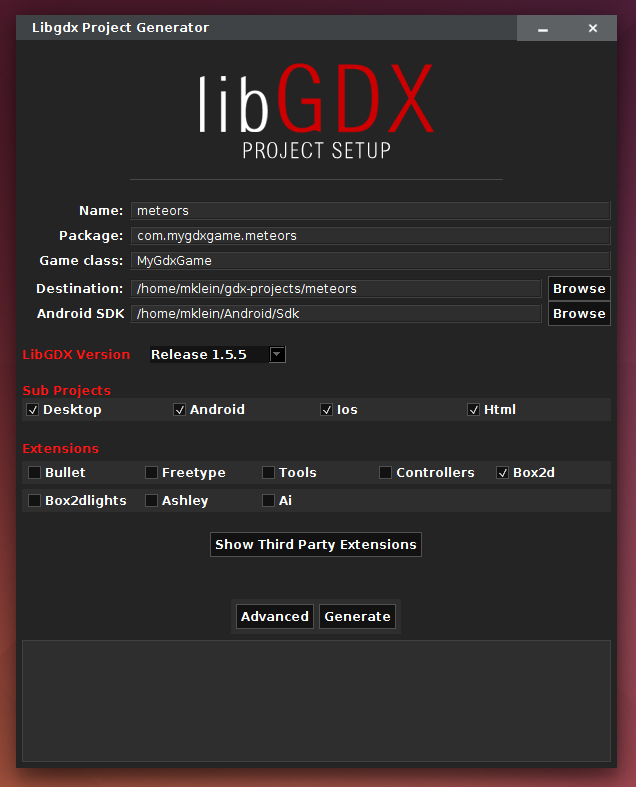 Libgdx Project Generator
libGDX
PROJECT SETUP
Name: meteors
Package: com.mygdxgame.meteors
Game class: MyGdxGame
Destination: /home/mklein/gdx-projects/meteors Browse
Android SDK /home/mklein/Android/Sdk Browse
LibGDX Version Release 1.5.5
Sub Projects
Desktop Android Ios Html
Extensions
Bullet Freetype Tools Controllers Box2d
Box2dlights Ashley Ai
Show Third Party Extensions
Advanced Generate